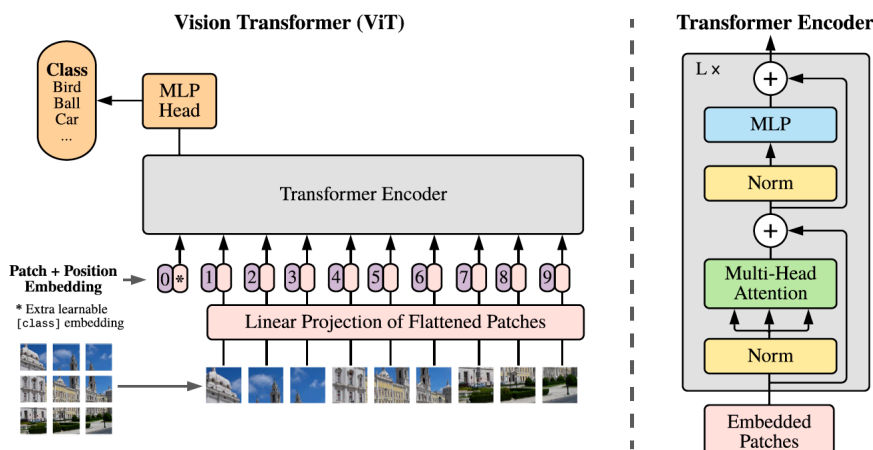 Vision Transformer (ViT)
Class
Bird
Ball
Car
...
MLP
Head
Transformer Encoder
Patch + Position
Embedding
0 * 1 2 3 4 5 6 7 8 9
* Extra learnable
[class] embedding
Linear Projection of Flattened Patches
Transformer Encoder
L x
+
MLP
Norm
+
Multi-Head
Attention
Norm
Embedded
Patches